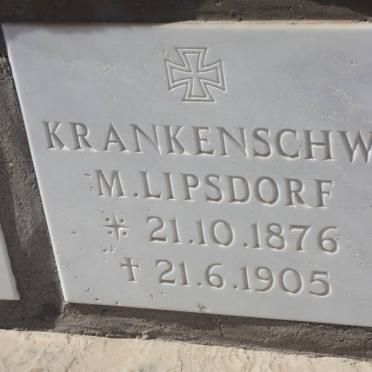 KRANKENSCHW
M. LIPSDORF
* 21.10.1876
† 21.6.1905